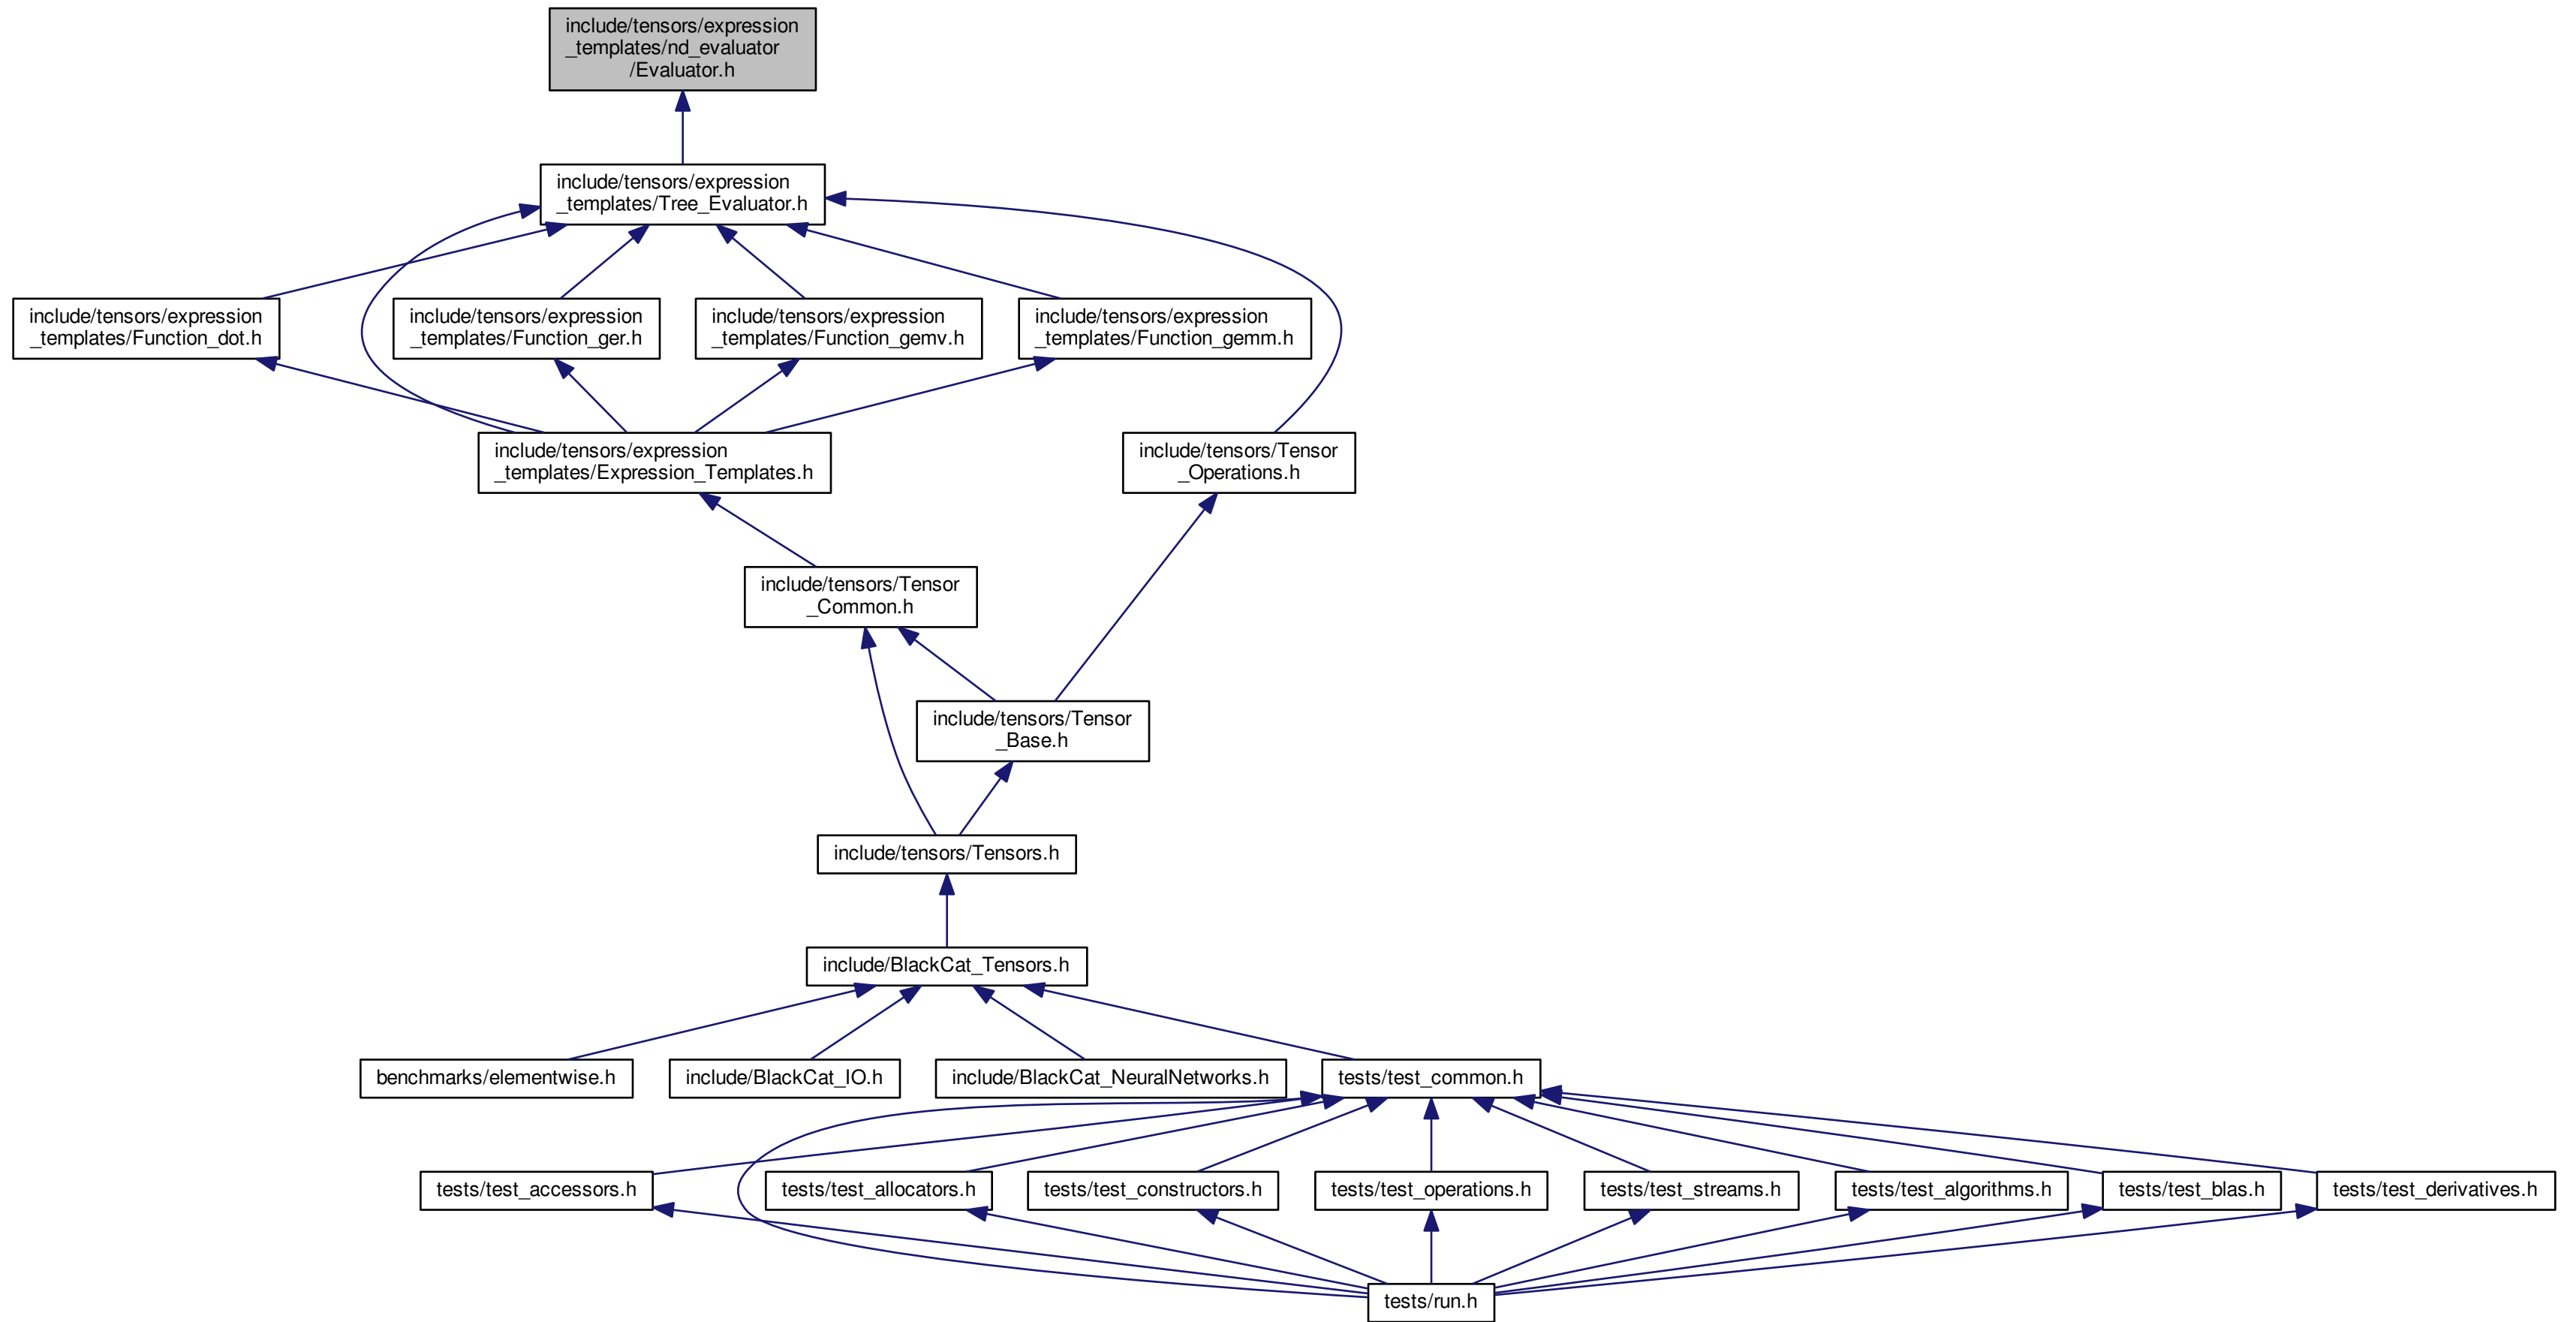 include/tensors/expression
_templates/nd_evaluator
/Evaluator.h
include/tensors/expression
_templates/Tree_Evaluator.h
include/tensors/expression
_templates/Function_dot.h
include/tensors/expression
_templates/Function_ger.h
include/tensors/expression
_templates/Function_gemv.h
include/tensors/expression
_templates/Function_gemm.h
include/tensors/expression
_templates/Expression_Templates.h
include/tensors/Tensor
_Operations.h
include/tensors/Tensor
_Common.h
include/tensors/Tensor
_Base.h
include/tensors/Tensors.h
include/BlackCat_Tensors.h
benchmarks/elementwise.h
include/BlackCat_IO.h
include/BlackCat_NeuralNetworks.h
tests/test_common.h
tests/test_accessors.h
tests/test_allocators.h
tests/test_constructors.h
tests/test_operations.h
tests/test_streams.h
tests/test_algorithms.h
tests/test_blas.h
tests/test_derivatives.h
tests/run.h